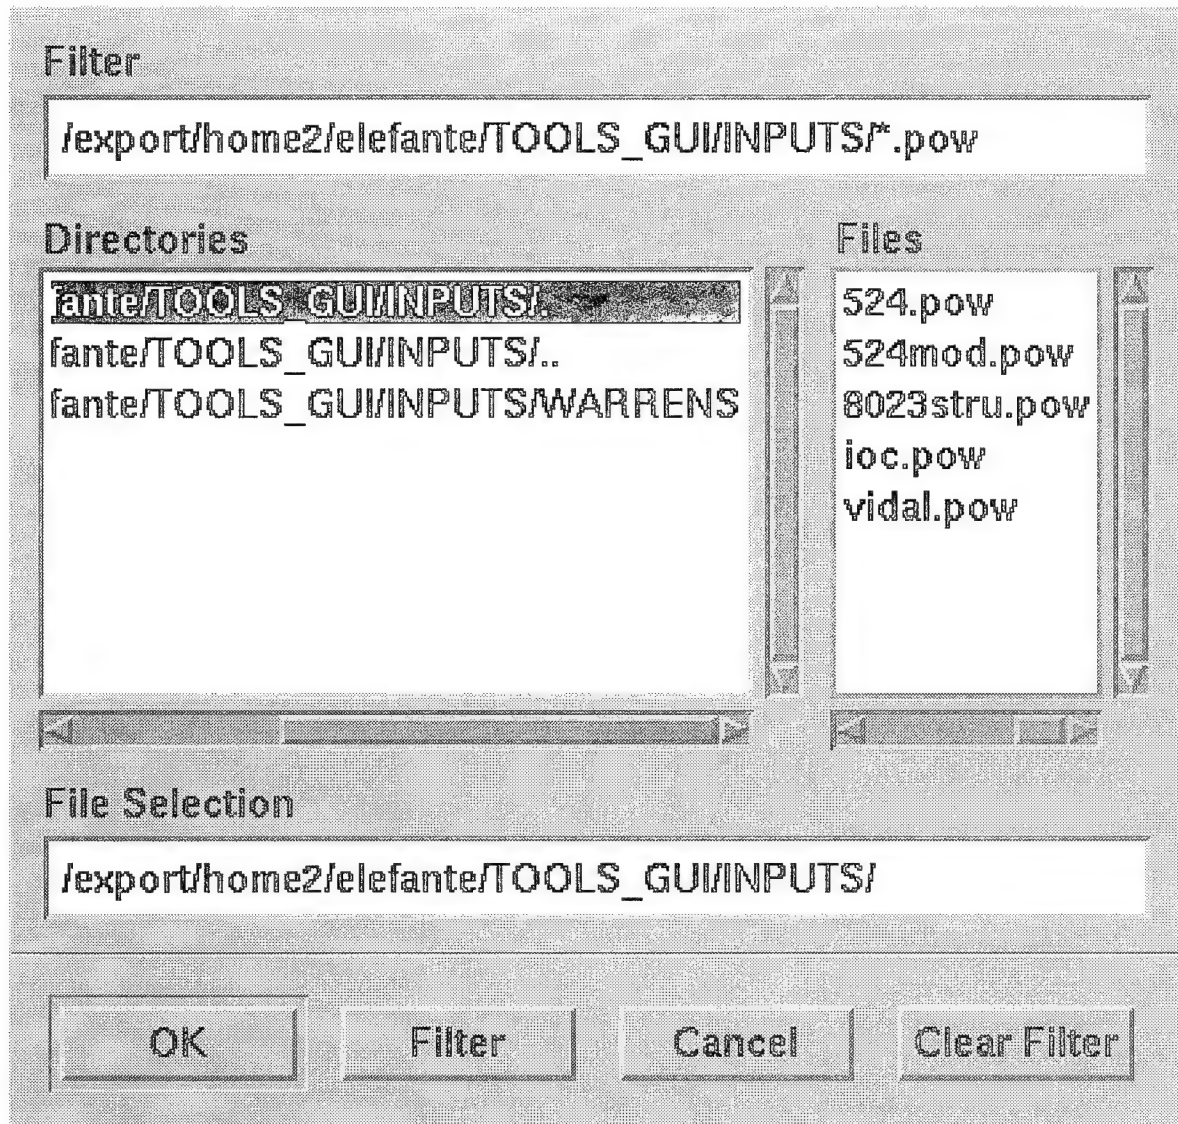 Filter
/export/home2/elefante/TOOLS_GUI/INPUTS/*.pow
Directories
fante/TOOLS_GUI/INPUTS/.
fante/TOOLS_GUI/INPUTS/..
fante/TOOLS_GUI/INPUTS/WARRENS
Files
524.pow
524mod.pow
8023stru.pow
ioc.pow
vidal.pow
File Selection
/export/home2/elefante/TOOLS_GUI/INPUTS/
OK
Filter
Cancel
Clear Filter